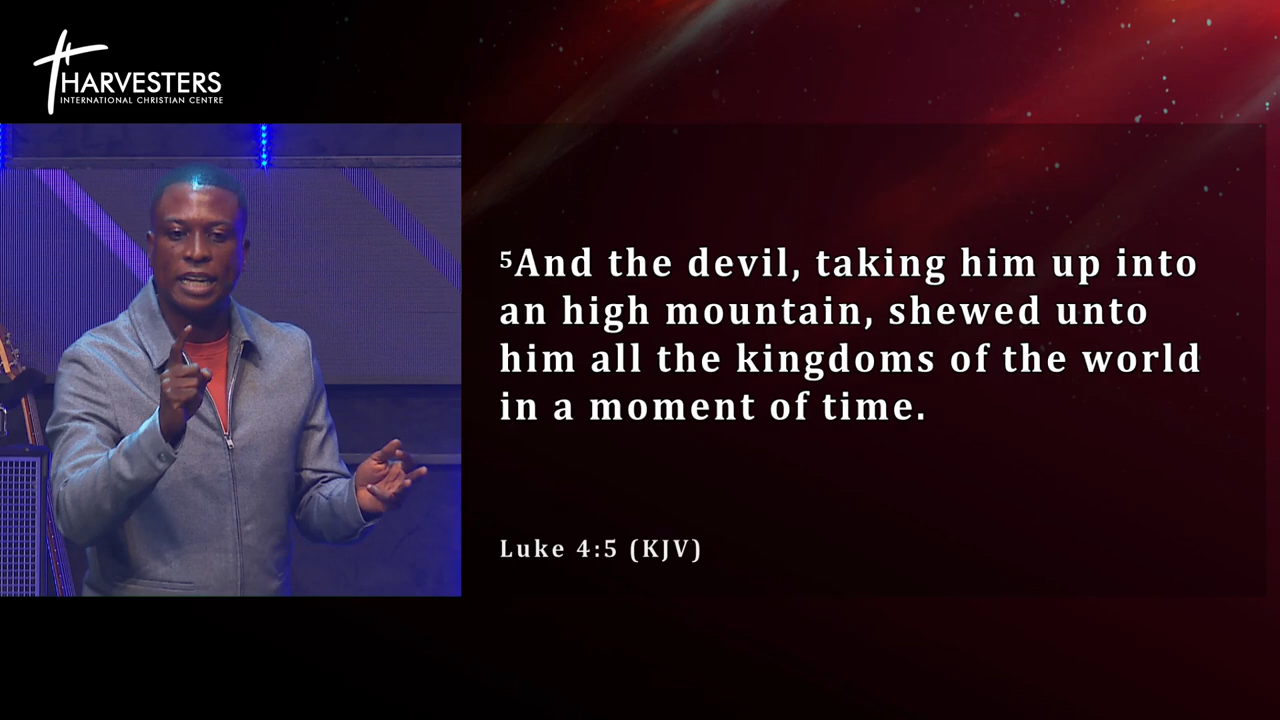 HARVESTERS
INTERNATIONAL CHRISTIAN CENTRE
5And the devil, taking him up into
an high mountain, shewed unto
him all the kingdoms of the world
in a moment of time.
Luke 4:5 (KJV)